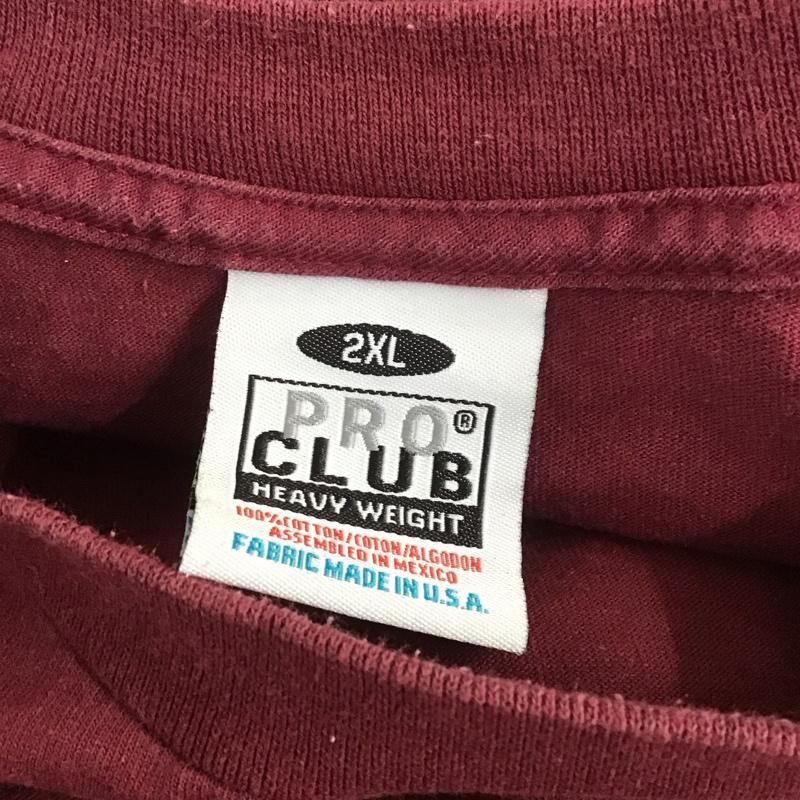 2XL
PRO®
CLUB
HEAVY WEIGHT
100%COTTON/COTON/ALGODON
ASSEMBLED IN MEXICO
FABRIC MADE IN U.S.A.